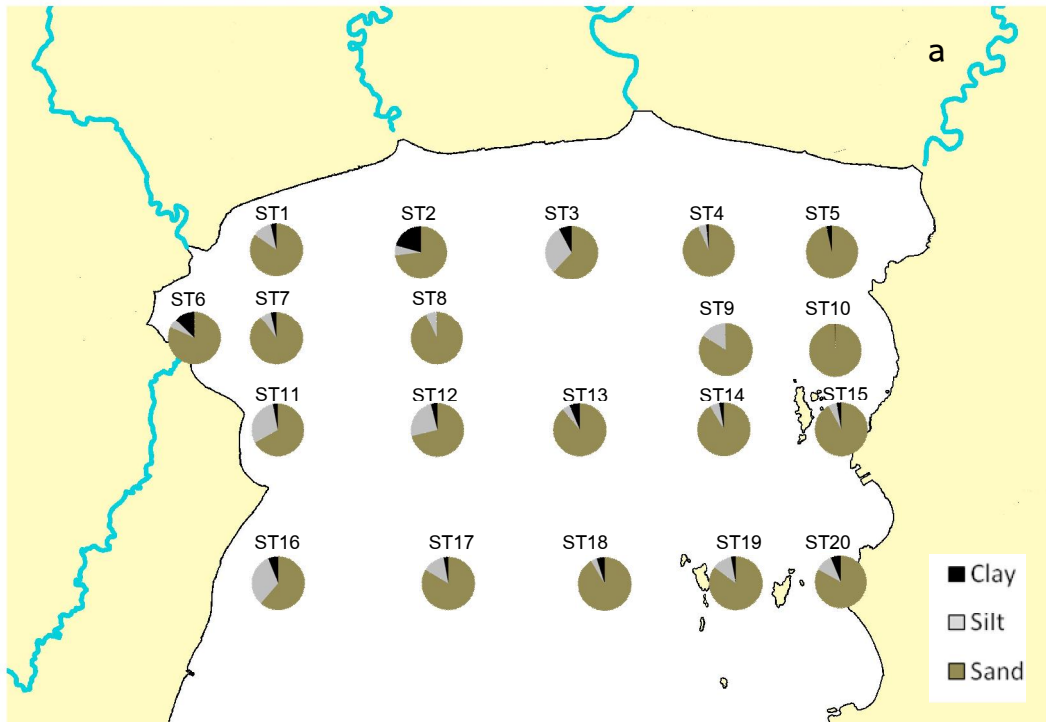 a
ST1 ST2 ST3 ST4 ST5
ST6 ST7 ST8 ST9 ST10
ST11 ST12 ST13 ST14 ST15
ST16 ST17 ST18 ST19 ST20
Clay
Silt
Sand